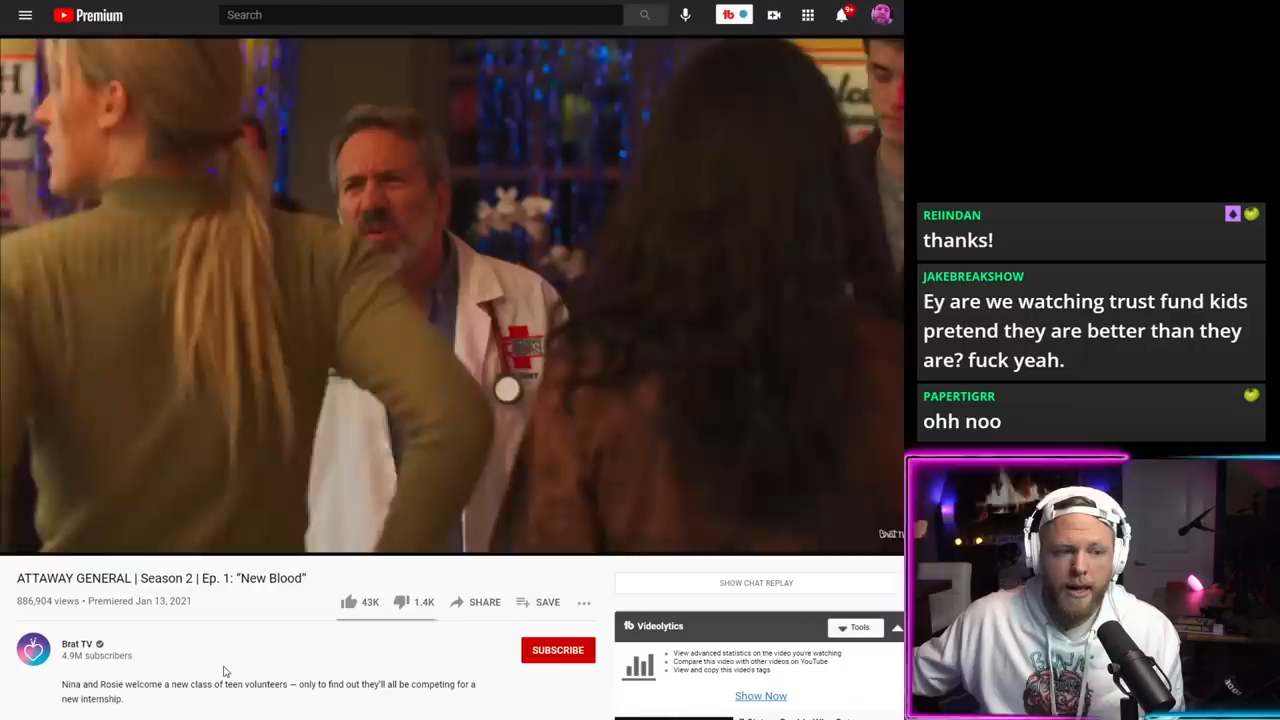 Premium
Search
9+
REIINDAN
thanks!
JAKEBREAKSHOW
Ey are we watching trust fund kids
pretend they are better than they
are? fuck yeah.
PAPERTIGRR
ohh noo
ATTAWAY GENERAL | Season 2 | Ep. 1: “New Blood”
886,904 views • Premiered Jan 13, 2021
43K
1.4K
SHARE
SAVE
SHOW CHAT REPLAY
Brat TV
4.9M subscribers
SUBSCRIBE
Nina and Rosie welcome a new class of teen volunteers — only to find out they'll all be competing for a
new internship.
tb Videolytics
Tools
View advanced statistics on the video you're watching
Compare this video with other videos on YouTube
View and copy this video's tags
Show Now